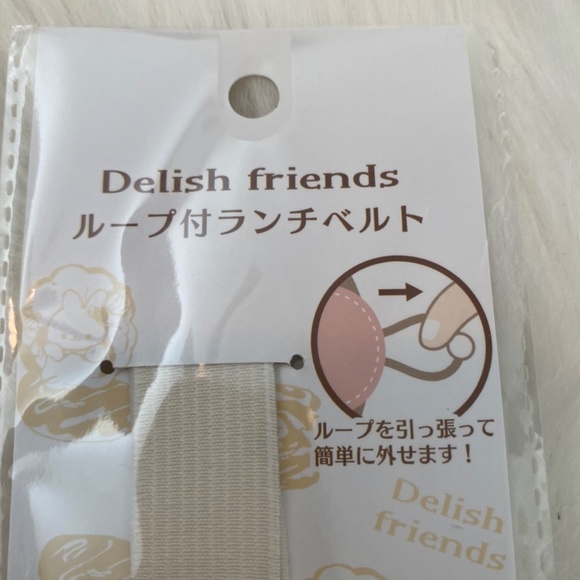 Delish friends
ループ付ランチベルト
ループを引っ張って
簡単に外せます！
Delish
friends